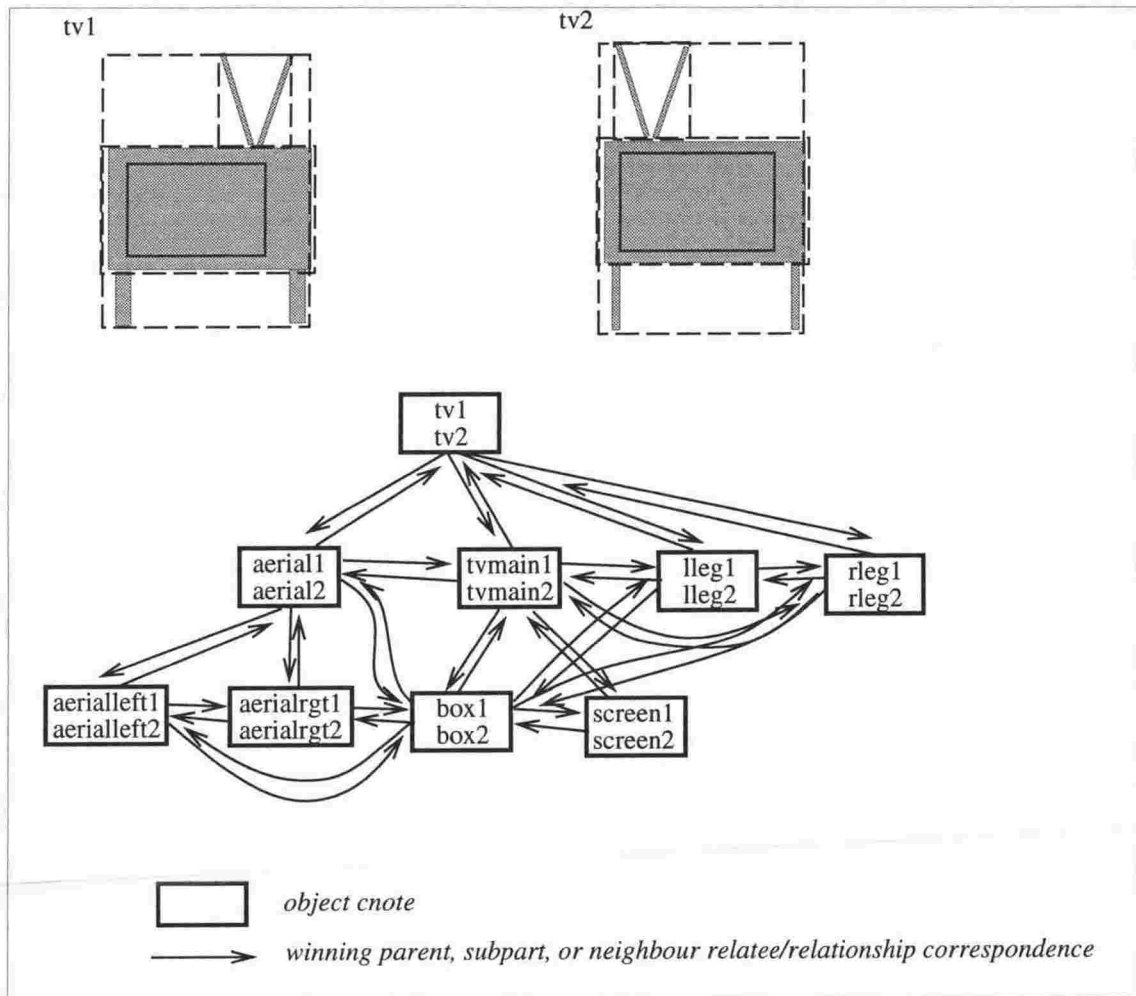 tv1
tv2
tv1
tv2
aerial1
aerial2
tvmain1
tvmain2
lleg1
lleg2
rleg1
rleg2
aerialleft1
aerialleft2
aerialrgt1
aerialrgt2
box1
box2
screen1
screen2
object cnote
winning parent, subpart, or neighbour relatee/relationship correspondence